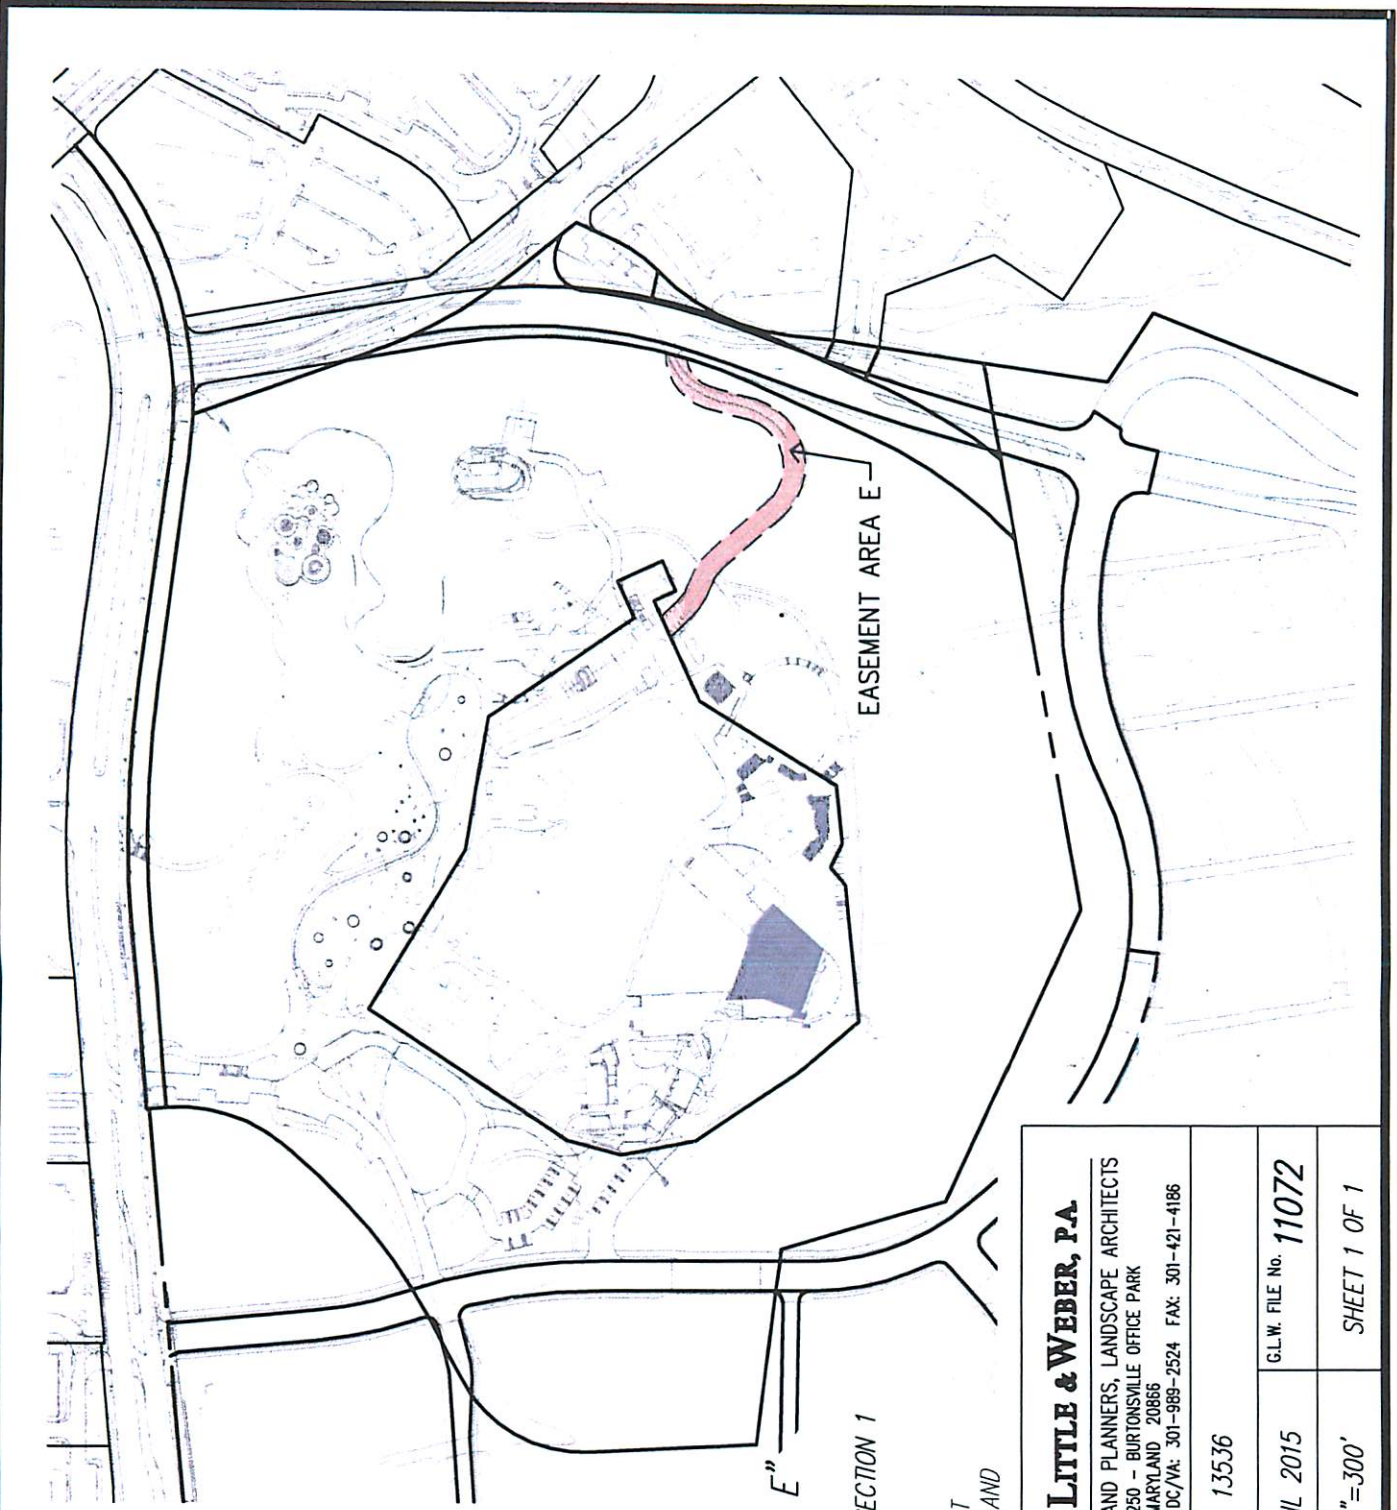 EASEMENT AREA E
E"
ECTION 1
T
AND
LITTLE & WEBER, P.A.
AND PLANNERS, LANDSCAPE ARCHITECTS
250 - BURTONSVILLE OFFICE PARK
MARYLAND 20866
DC/VA: 301-989-2524 FAX: 301-421-4186
13536
IL 2015
G.L.W. FILE No. 11072
"=300'
SHEET 1 OF 1